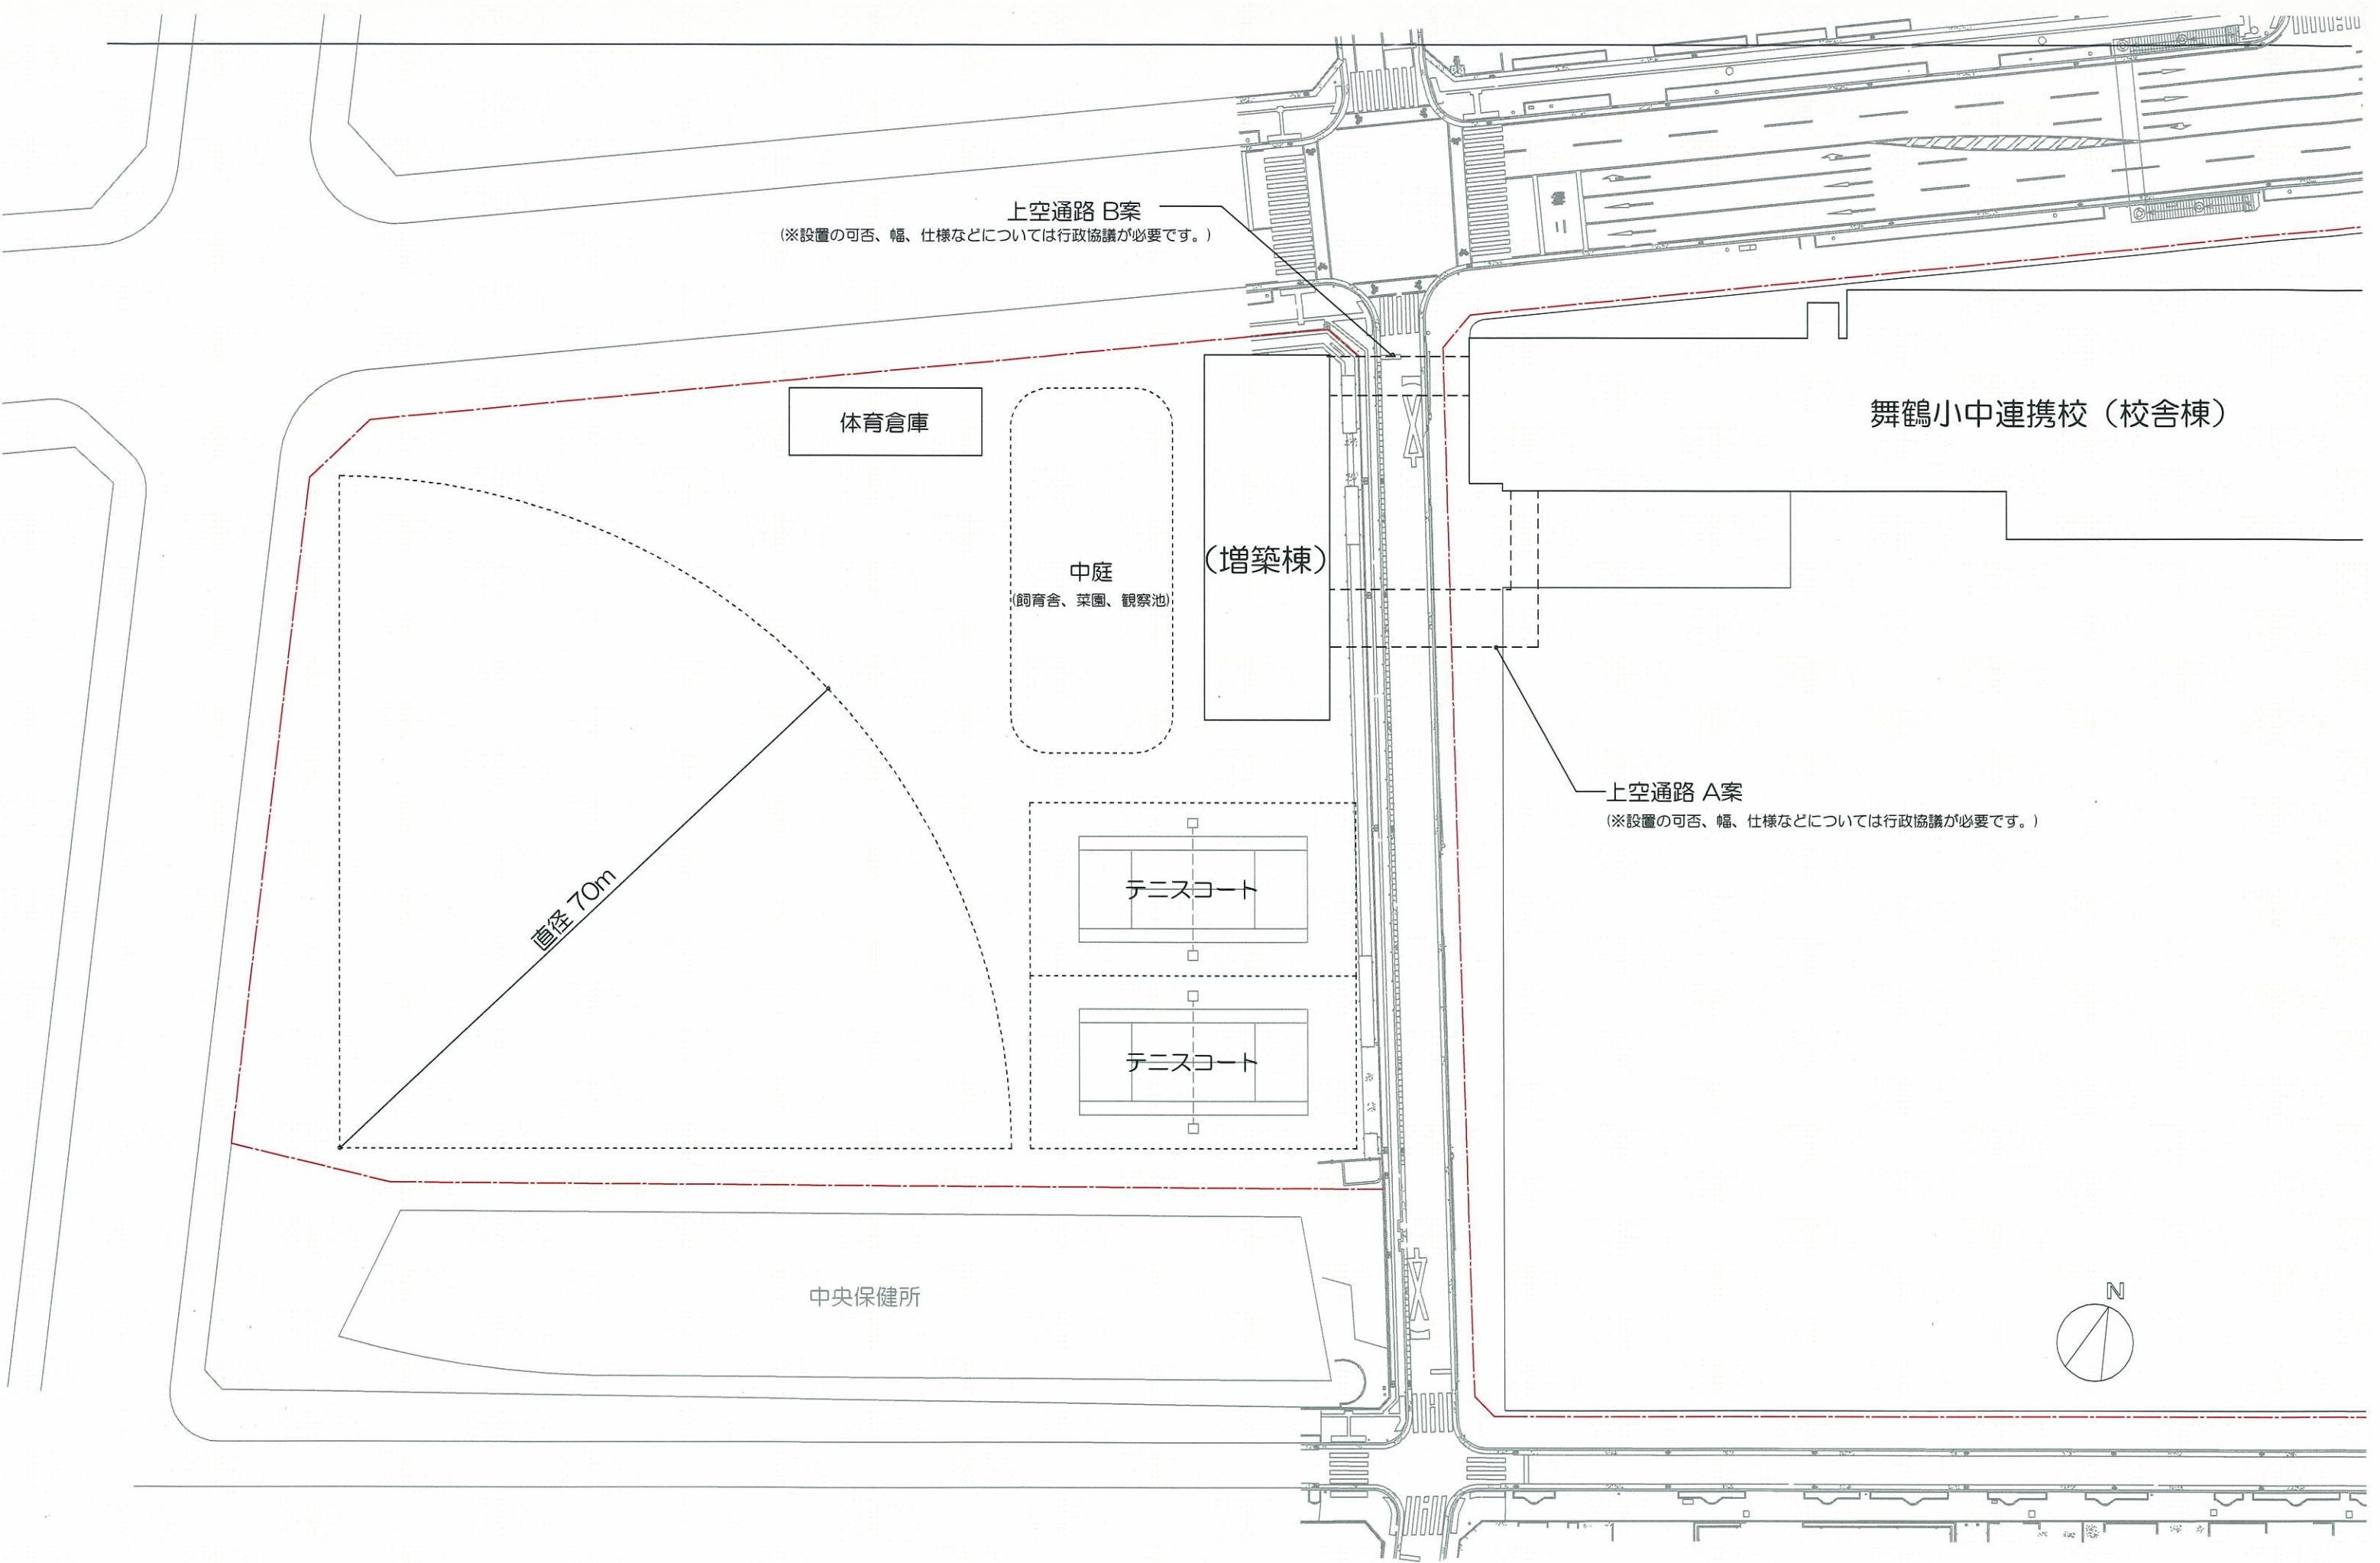 上空通路 B案
(※設置の可否、幅、仕様などについては行政協議が必要です。)
体育倉庫
舞鶴小中連携校（校舎棟）
(増築棟)
中庭
(飼育舎、菜園、観察池)
上空通路 A案
(※設置の可否、幅、仕様などについては行政協議が必要です。)
直径 70m
テニスコート
テニスコート
中央保健所
N